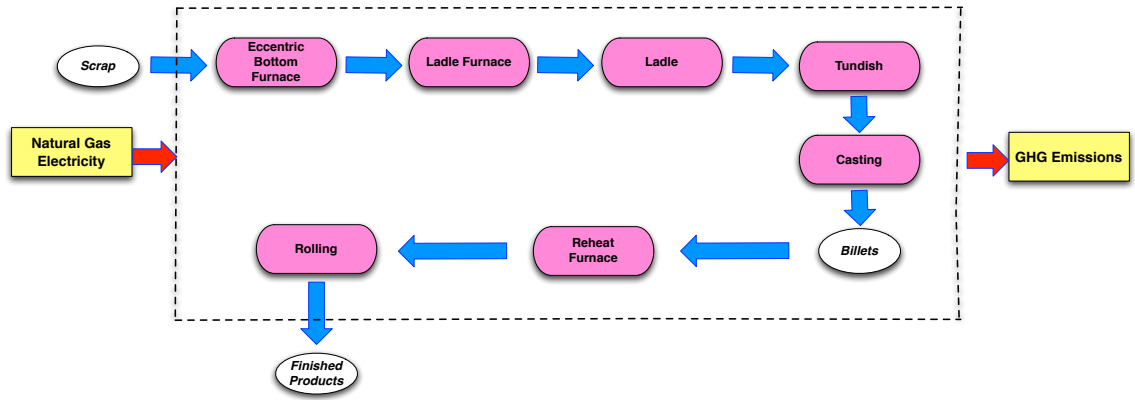 Scrap
Eccentric
Bottom
Furnace
Ladle Furnace
Ladle
Tundish
Natural Gas
Electricity
Casting
GHG Emissions
Rolling
Reheat
Furnace
Billets
Finished
Products